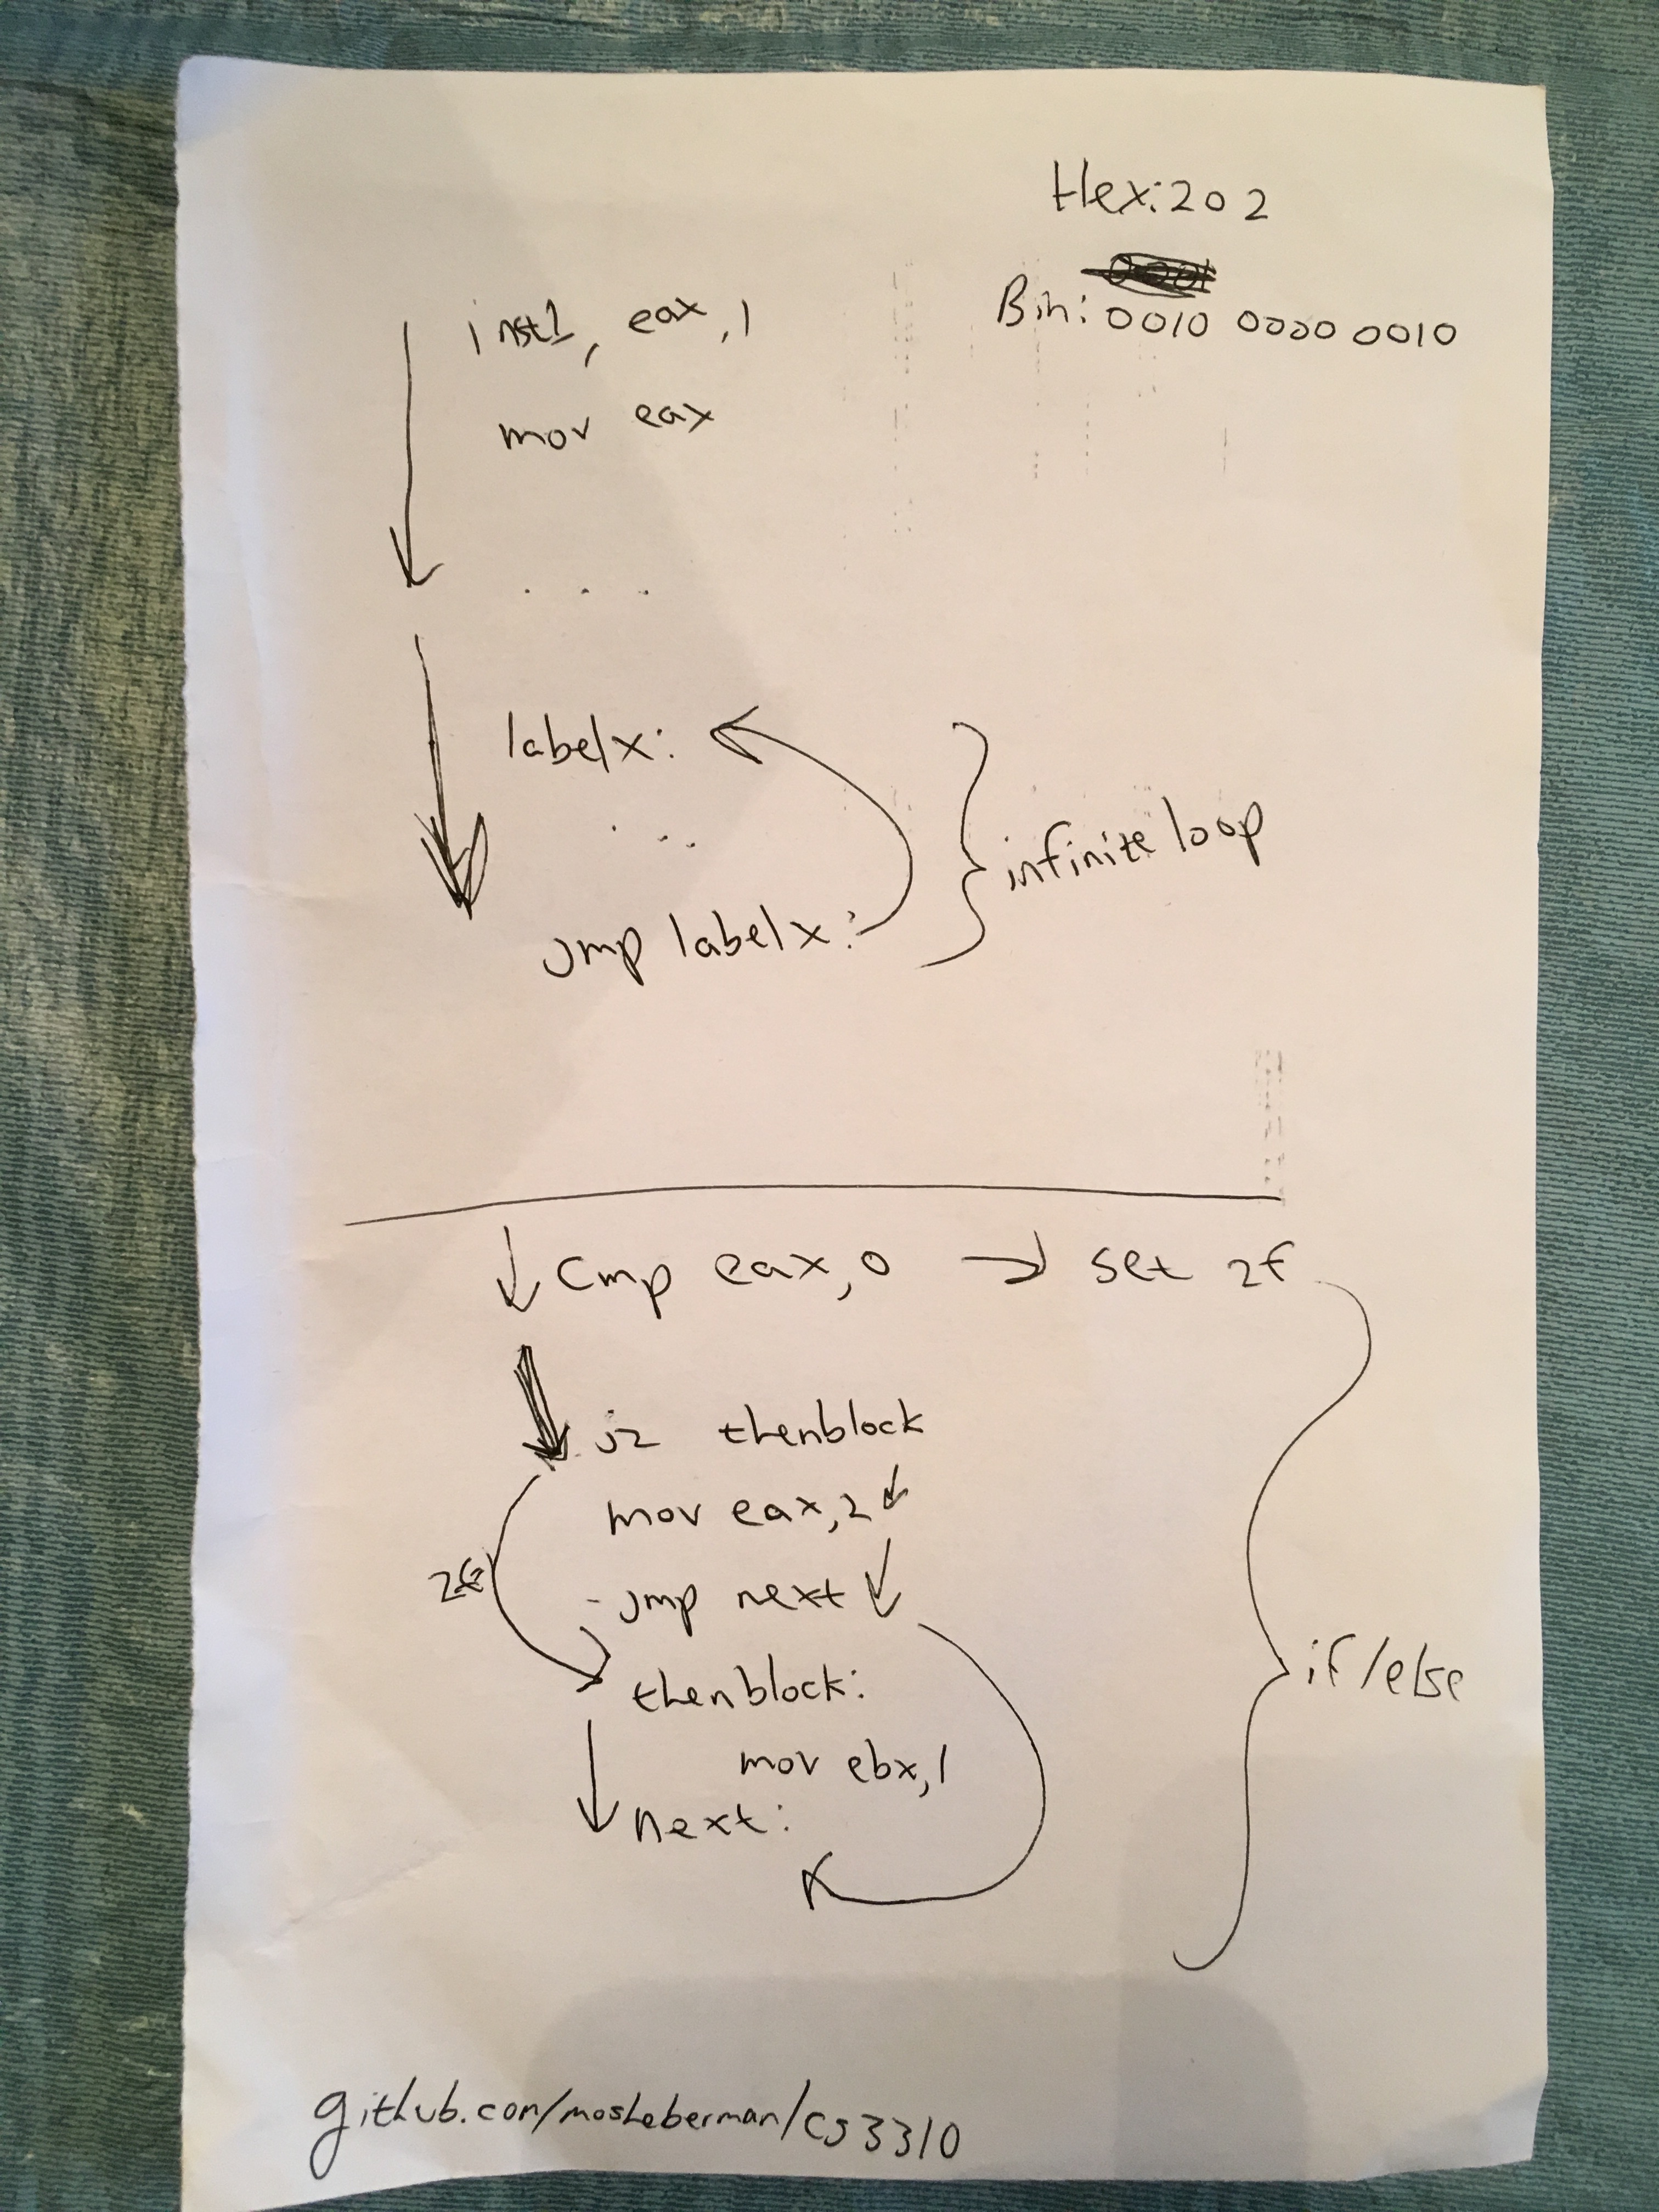 Hex: 202
Bin: 0010 0000 0010
inst1, eax, 1
mov eax
. . . .
labelx:
. . . .
jmp labelx:
infinite loop
cmp eax, 0 → set zf
jz thenblock
mov eax, 2
zf
jmp next
thenblock:
if/else
mov ebx, 1
next:
github.com/mosheberman/cs3310